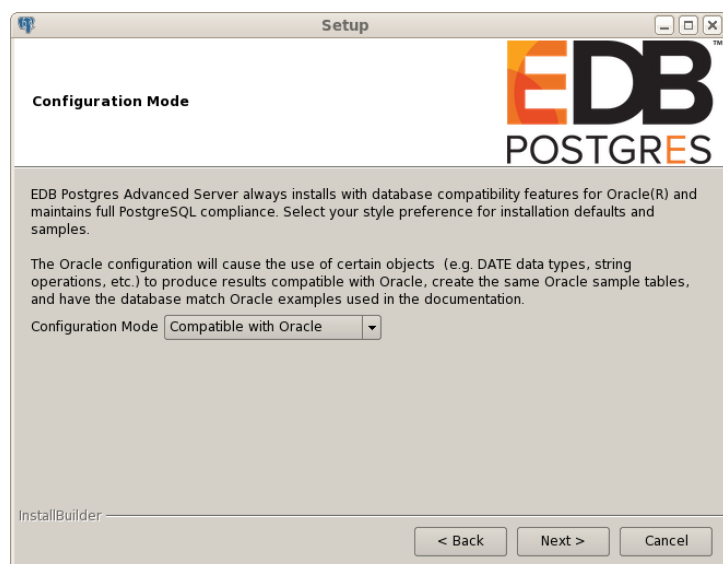 Setup
Configuration Mode
EDB™
POSTGRES
EDB Postgres Advanced Server always installs with database compatibility features for Oracle(R) and
maintains full PostgreSQL compliance. Select your style preference for installation defaults and
samples.
The Oracle configuration will cause the use of certain objects  (e.g. DATE data types, string
operations, etc.) to produce results compatible with Oracle, create the same Oracle sample tables,
and have the database match Oracle examples used in the documentation.
Configuration Mode Compatible with Oracle
InstallBuilder
< Back Next > Cancel